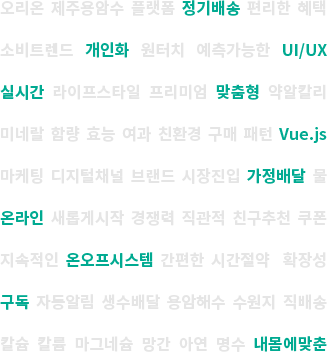 오리온 제주용암수 플랫폼 정기배송 편리한 혜택
소비트렌드 개인화 원터치 예측가능한 UI/UX
실시간 라이프스타일 프리미엄 맞춤형 약알칼리
미네랄 함량 효능 여과 친환경 구매 패턴 Vue.js
마케팅 디지털채널 브랜드 시장진입 가정배달 물
온라인 새롭게시작 경쟁력 직관적 친구추천 쿠폰
지속적인 온오프시스템 간편한 시간절약 확장성
구독 자동알림 생수배달 용암해수 수원지 직배송
칼슘 칼륨 마그네슘 망간 아연 명수 내몸에맞춘